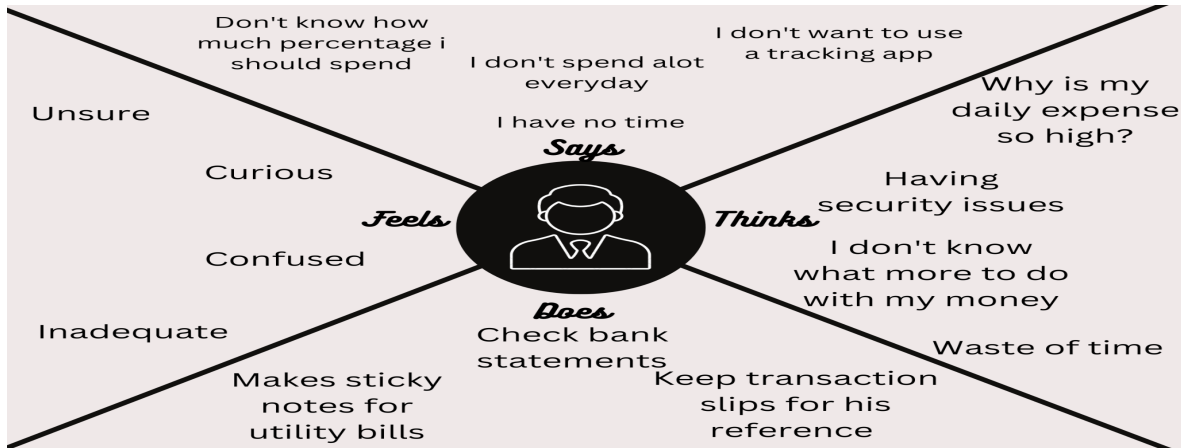 Don't know how
much percentage i
should spend
I don't spend alot
everyday
I have no time
I don't want to use
a tracking app
Says
Unsure
Curious
Feels
Confused
Inadequate
Why is my
daily expense
so high?
Having
security issues
Thinks
I don't know
what more to do
with my money
Waste of time
Does
Check bank
statements
Makes sticky
notes for
utility bills
Keep transaction
slips for his
reference